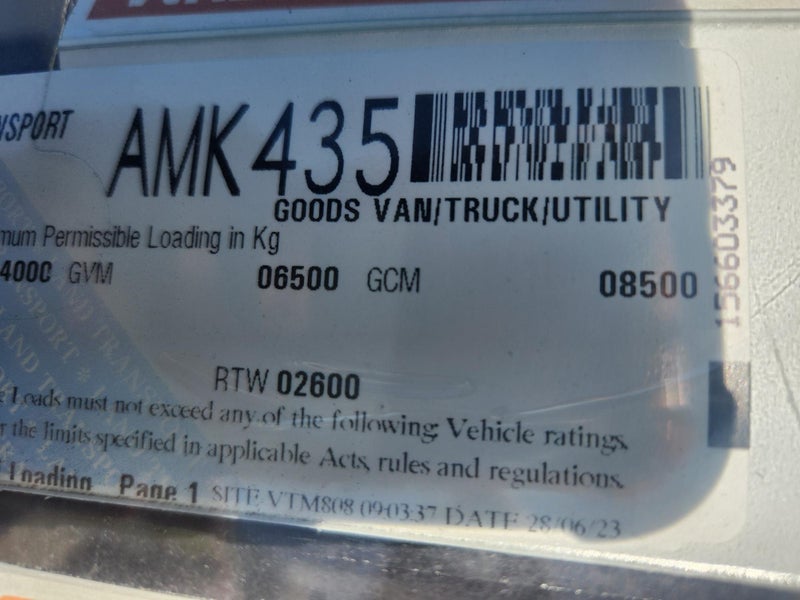 NSPORT
AMK435
GOODS VAN/TRUCK/UTILITY
mum Permissible Loading in Kg
4000 GVM 06500 GCM 08500
156603379
RTW 02600
e Loads must not exceed any of the following Vehicle ratings,
r the limits specified in applicable Acts, rules and regulations.
Loading Page 1 SITE-VTM808 09:03:37 DATE 28/06/23